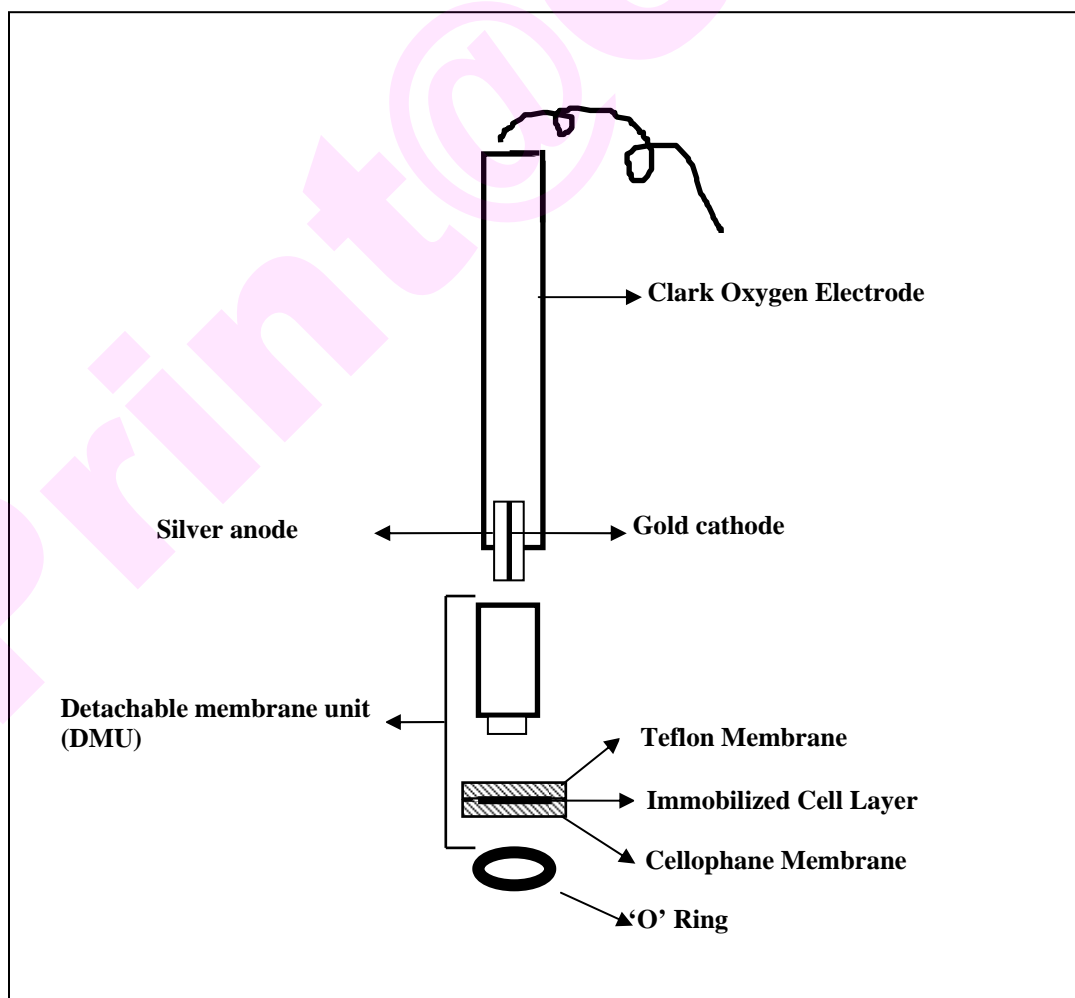 Print@
Clark Oxygen Electrode
Silver anode
Gold cathode
Detachable membrane unit
(DMU)
Teflon Membrane
Immobilized Cell Layer
Cellophane Membrane
‘O’ Ring